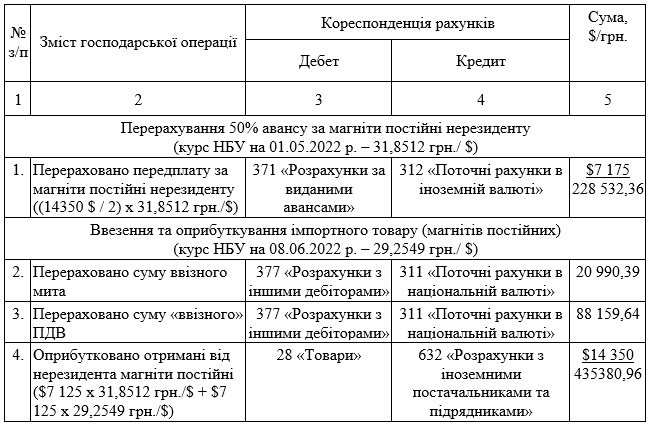 № з/п
Зміст господарської операції
Кореспонденція рахунків
Сума, $/грн.
Дебет
Кредит
1 2 3 4 5
Перерахування 50% авансу за магніти постійні нерезиденту
(курс НБУ на 01.05.2022 р. – 31,8512 грн./ $)
1. Перераховано передплату за 371 «Розрахунки за 312 «Поточні рахунки в $7 175
магніти постійні нерезиденту виданими іноземній валюті» 228 532,36
((14350 $ / 2) х 31,8512 грн./$) авансами»
Ввезення та оприбуткування імпортного товару (магнітів постійних)
(курс НБУ на 08.06.2022 р. – 29,2549 грн./ $)
2. Перераховано суму ввізного 377 «Розрахунки з 311 «Поточні рахунки в 20 990,39
мита іншими дебіторами» національній валюті»
3. Перераховано суму «ввізного» 377 «Розрахунки з 311 «Поточні рахунки в 88 159,64
ПДВ іншими дебіторами» національній валюті»
4. Оприбутковано отримані від 28 «Товари» 632 «Розрахунки з $14 350
нерезидента магніти постійні іноземними 435380,96
($7 125 х 31,8512 грн./$ + $7 постачальниками та
125 х 29,2549 грн./$) підрядниками»